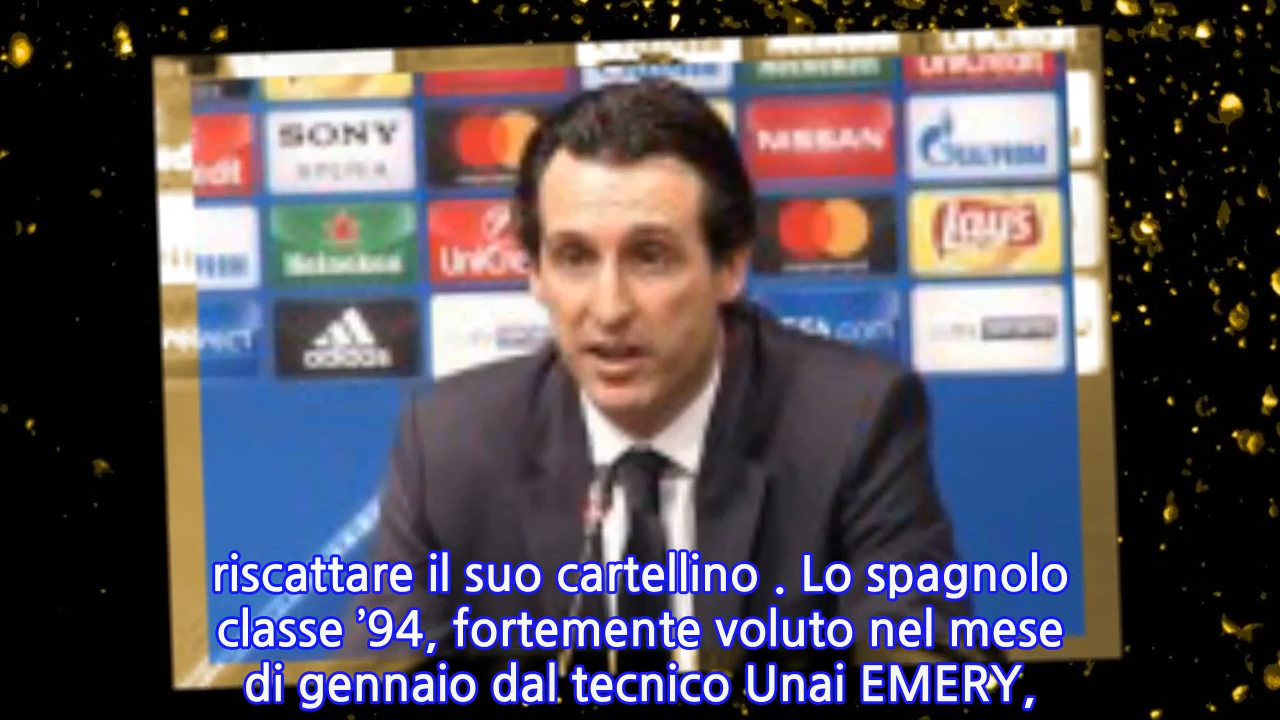 UniCredit
SONY
NISSAN
Heineken
UniCre
Lay's
adidas
riscattare il suo cartellino . Lo spagnolo
classe ’94, fortemente voluto nel mese
di gennaio dal tecnico Unai EMERY,